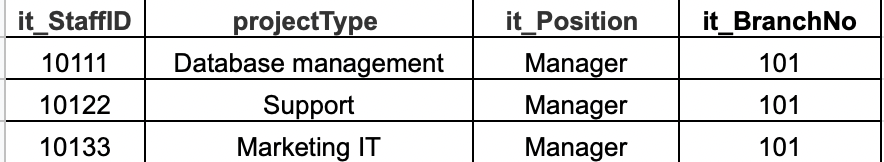 it_StaffID projectType it_Position it_BranchNo
10111 Database management Manager 101
10122 Support Manager 101
10133 Marketing IT Manager 101